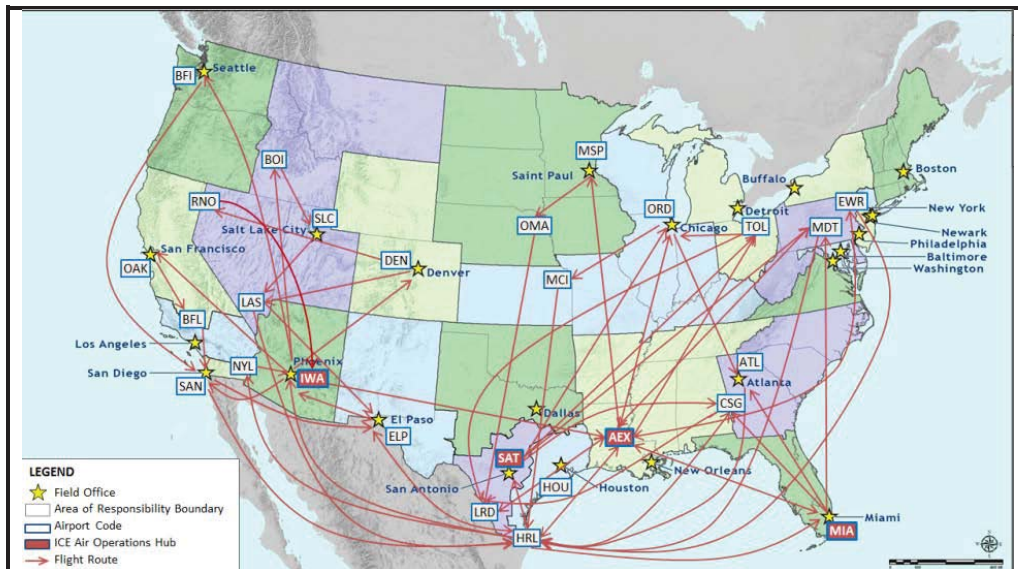 BFI
Seattle
BOI
MSP
Saint Paul
Boston
Buffalo
RNO
SLC
Salt Lake City
OMA
ORD
Chicago
Detroit
TOL
EWR
MDT
New York
Newark
Philadelphia
Baltimore
Washington
San Francisco
OAK
DEN
Denver
MCI
LAS
BFL
Los Angeles
San Diego
SAN
NYL
Phoenix
IWA
ATL
Atlanta
CSG
El Paso
ELP
Dallas
AEX
SAT
San Antonio
HOU
Houston
New Orleans
LRD
HRL
Miami
MIA
LEGEND
Field Office
Area of Responsibility Boundary
Airport Code
ICE Air Operations Hub
Flight Route